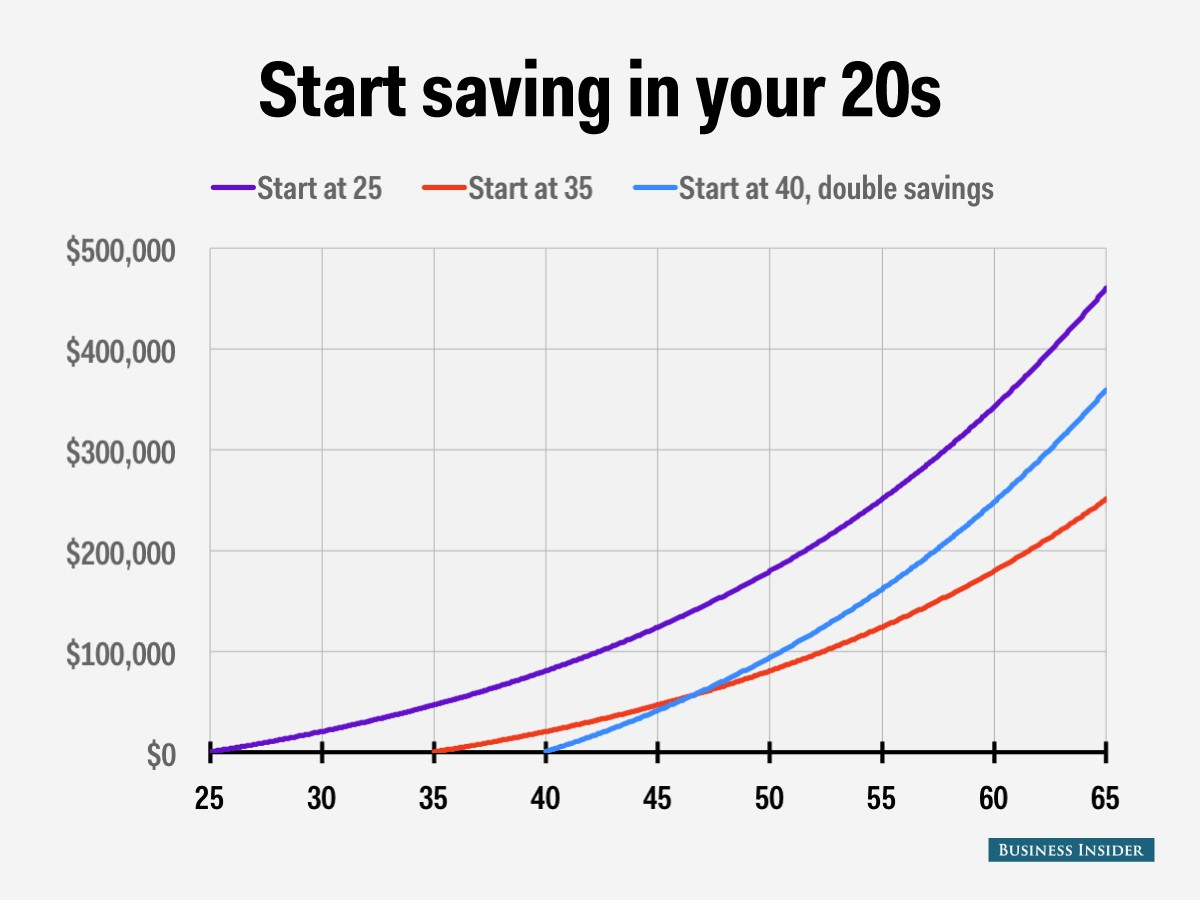 Start saving in your 20s
Start at 25 Start at 35 Start at 40, double savings
$500,000
$400,000
$300,000
$200,000
$100,000
$0
25 30 35 40 45 50 55 60 65
BUSINESS INSIDER